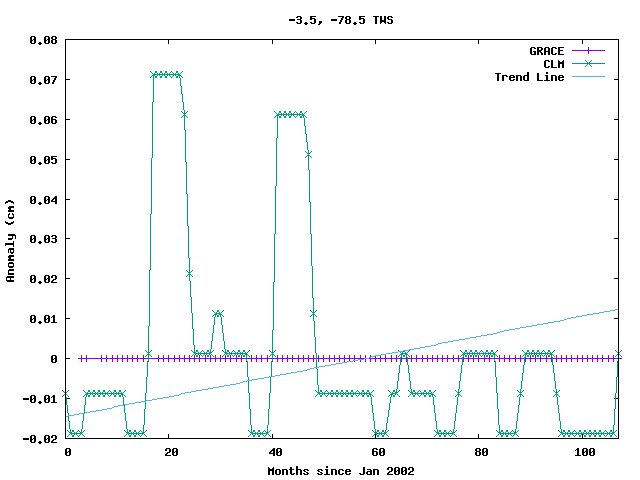 -3.5, -78.5 TWS
GRACE
CLM
Trend Line
0.08
0.07
0.06
0.05
0.04
0.03
0.02
0.01
0
-0.01
-0.02
Anomaly (cm)
0 20 40 60 80 100
Months since Jan 2002